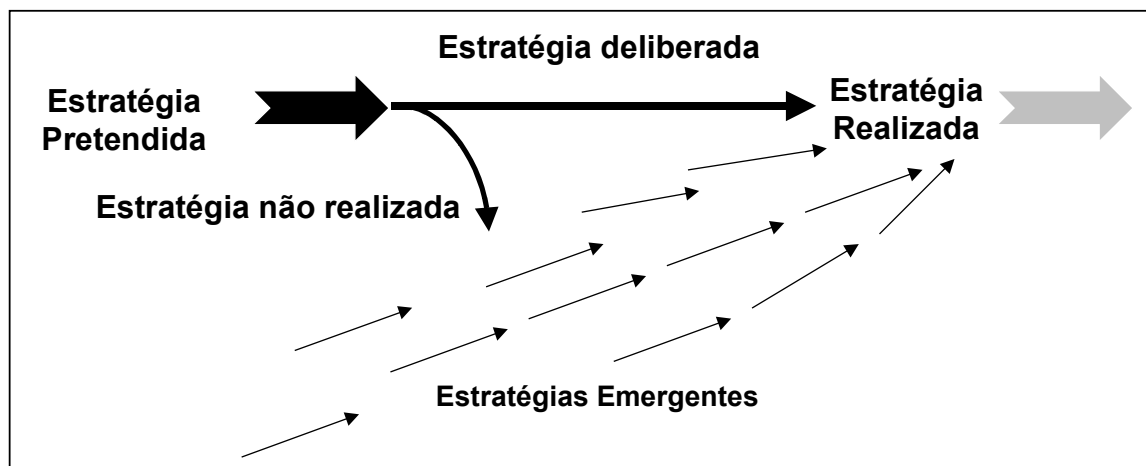 Estratégia deliberada
Estratégia
Pretendida
Estratégia
Realizada
Estratégia não realizada
Estratégias Emergentes